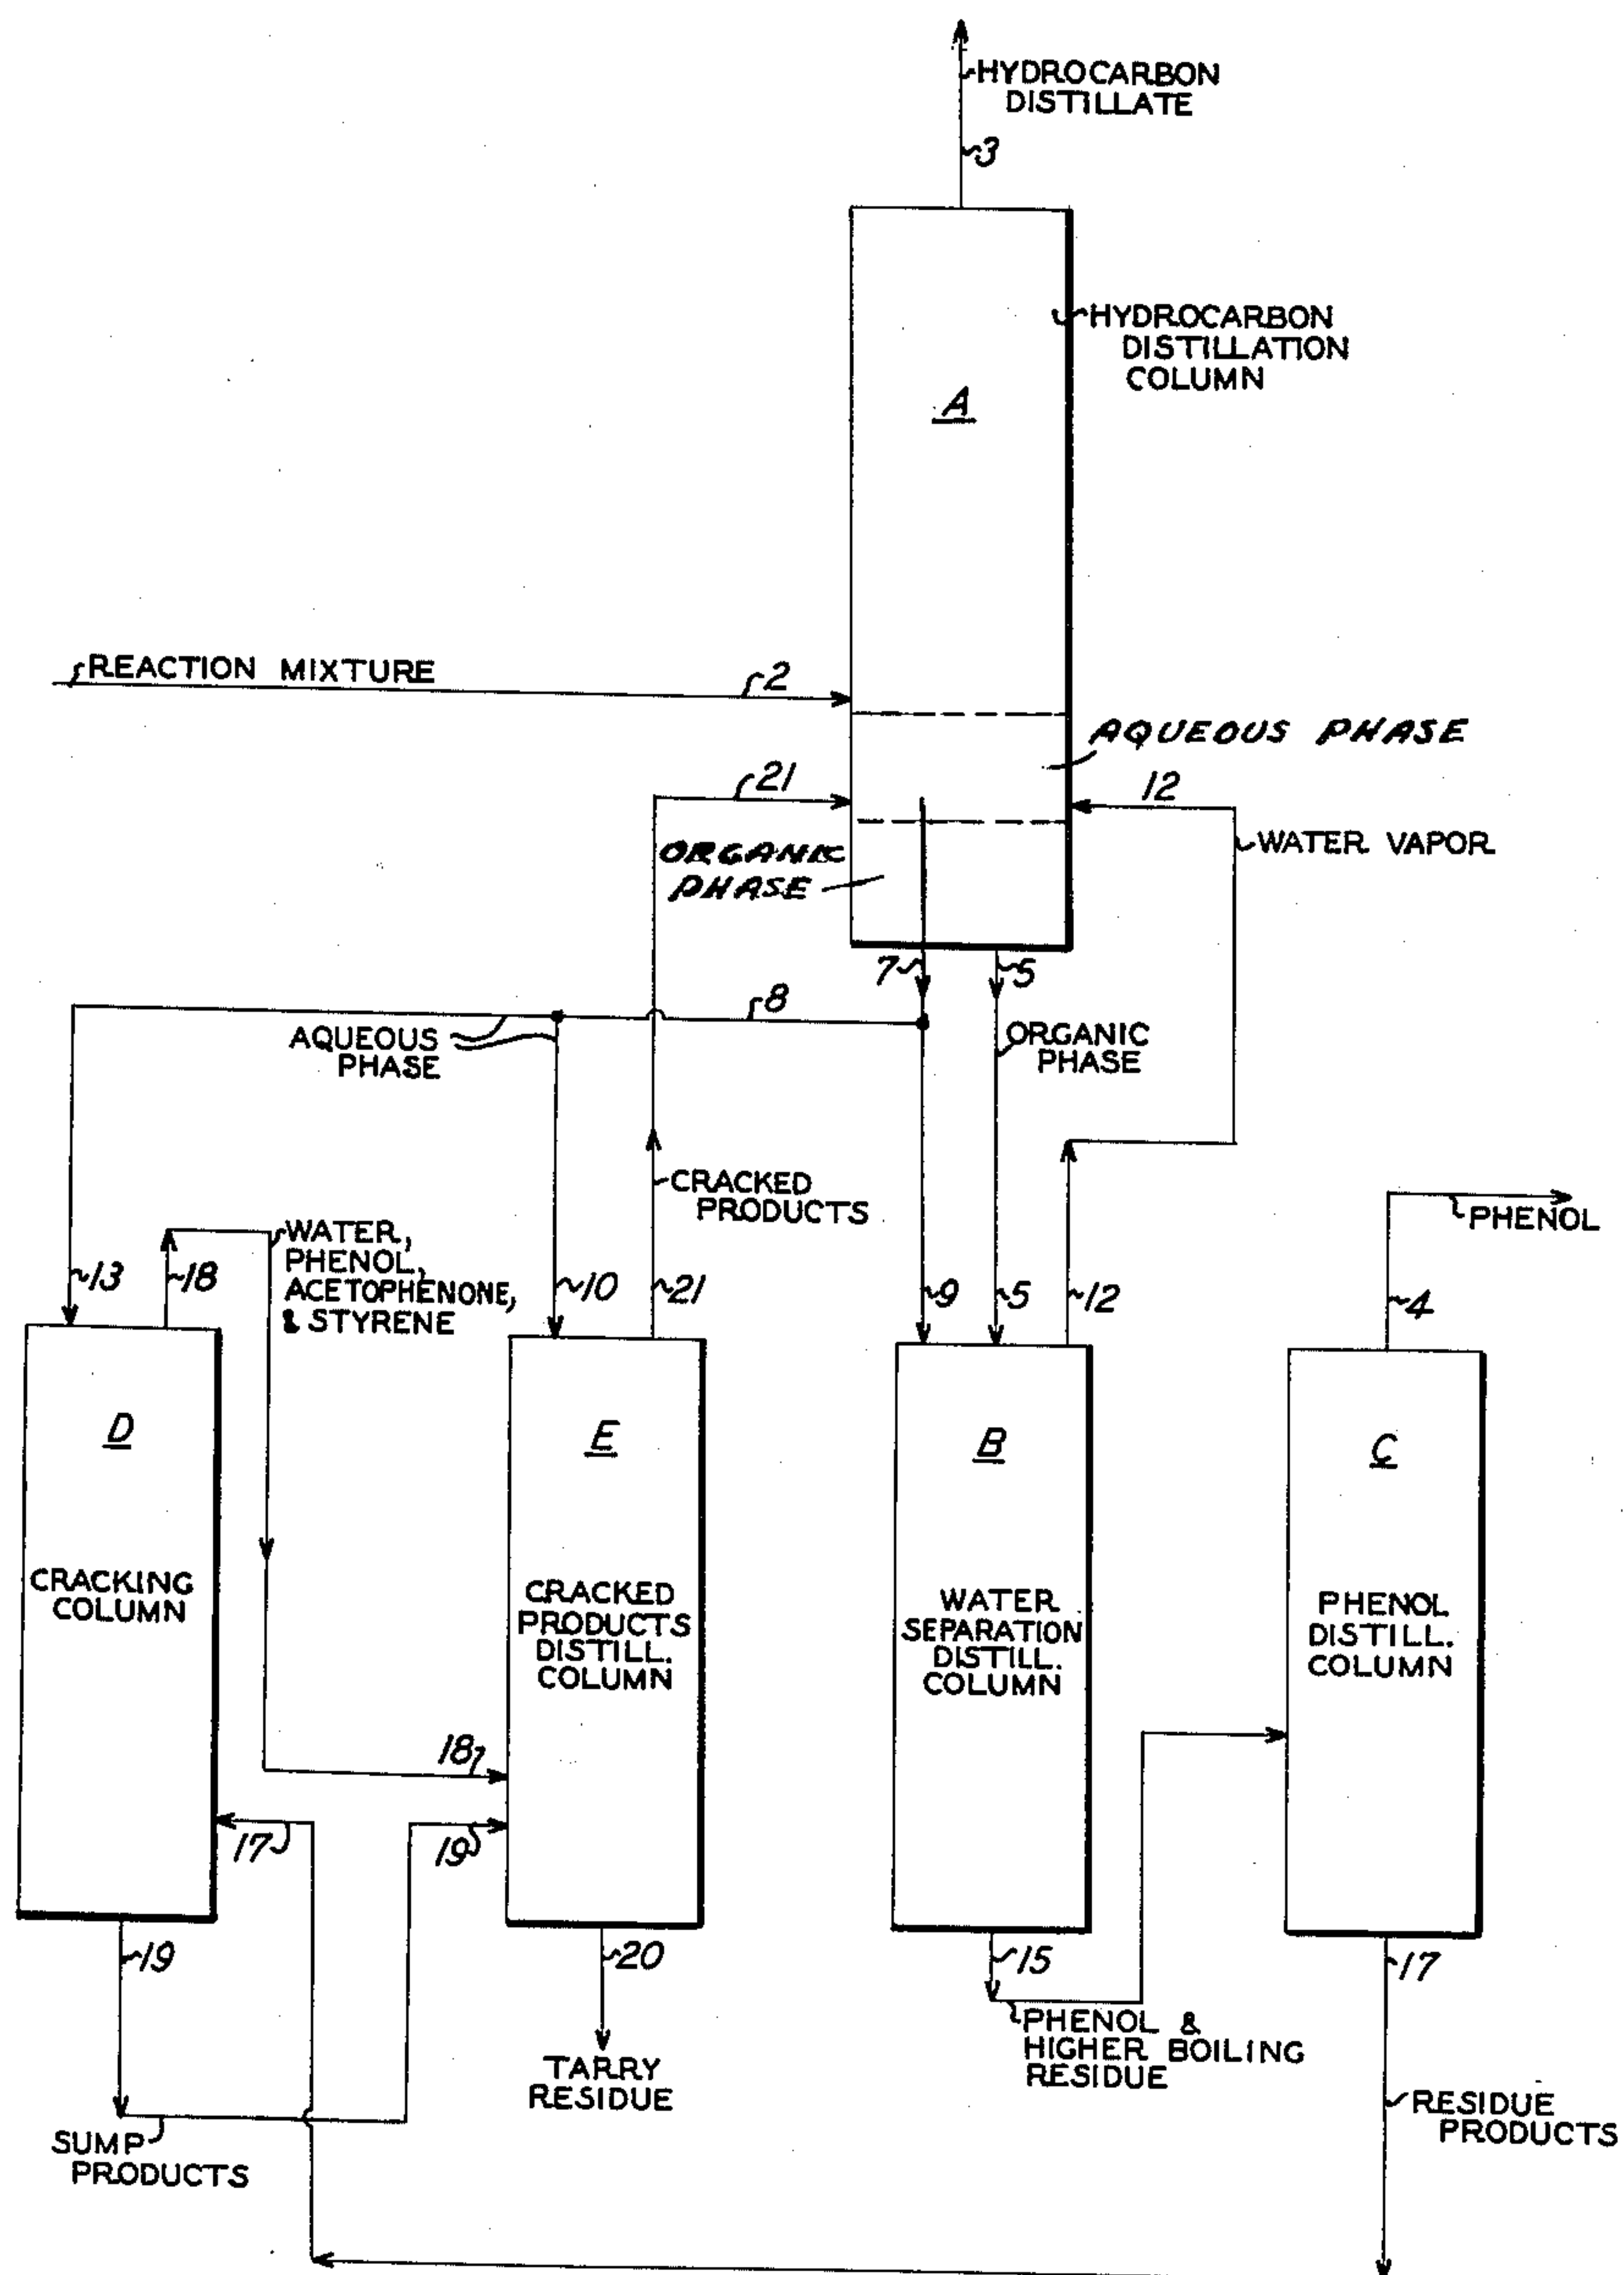 HYDROCARBON
DISTILLATE
3
HYDROCARBON
DISTILLATION
COLUMN
A
REACTION MIXTURE
2
AQUEOUS PHASE
21
12
WATER VAPOR
ORGANIC
PHASE
7
5
8
AQUEOUS
PHASE
ORGANIC
PHASE
CRACKED
PRODUCTS
PHENOL
WATER,
PHENOL,
ACETOPHENONE,
& STYRENE
13
18
10
21
9
5
12
4
D
E
B
C
CRACKING
COLUMN
CRACKED
PRODUCTS
DISTILL.
COLUMN
WATER
SEPARATION
DISTILL.
COLUMN
PHENOL
DISTILL.
COLUMN
18
17
19
19
20
15
17
PHENOL &
HIGHER BOILING
RESIDUE
TARRY
RESIDUE
RESIDUE
PRODUCTS
SUMP
PRODUCTS